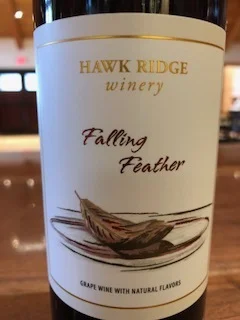 HAWK RIDGE
winery
Falling
Feather
GRAPE WINE WITH NATURAL FLAVORS